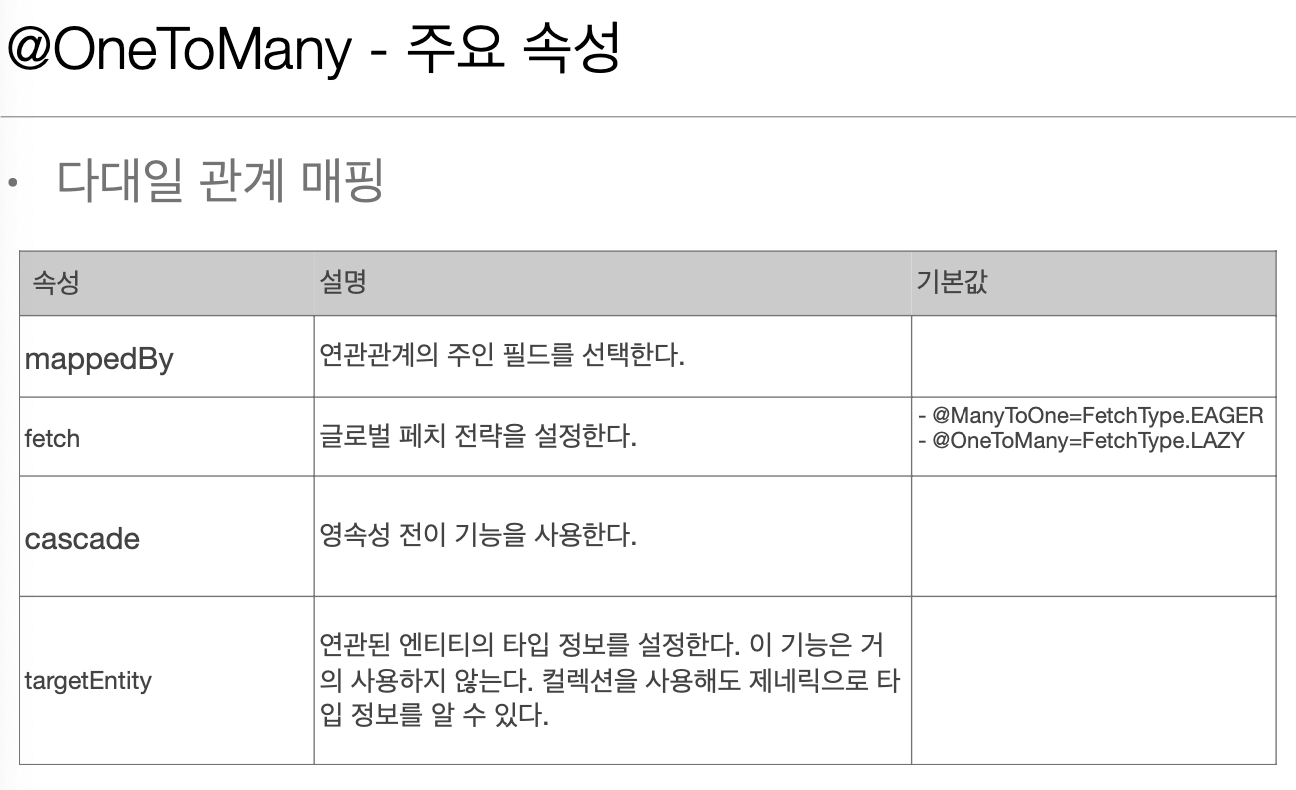 @OneToMany - 주요 속성
• 다대일 관계 매핑
속성 설명 기본값
mappedBy 연관관계의 주인 필드를 선택한다.
fetch 글로벌 페치 전략을 설정한다.
- @ManyToOne=FetchType.EAGER
- @OneToMany=FetchType.LAZY
cascade 영속성 전이 기능을 사용한다.
targetEntity
연관된 엔티티의 타입 정보를 설정한다. 이 기능은 거
의 사용하지 않는다. 컬렉션을 사용해도 제네릭으로 타
입 정보를 알 수 있다.